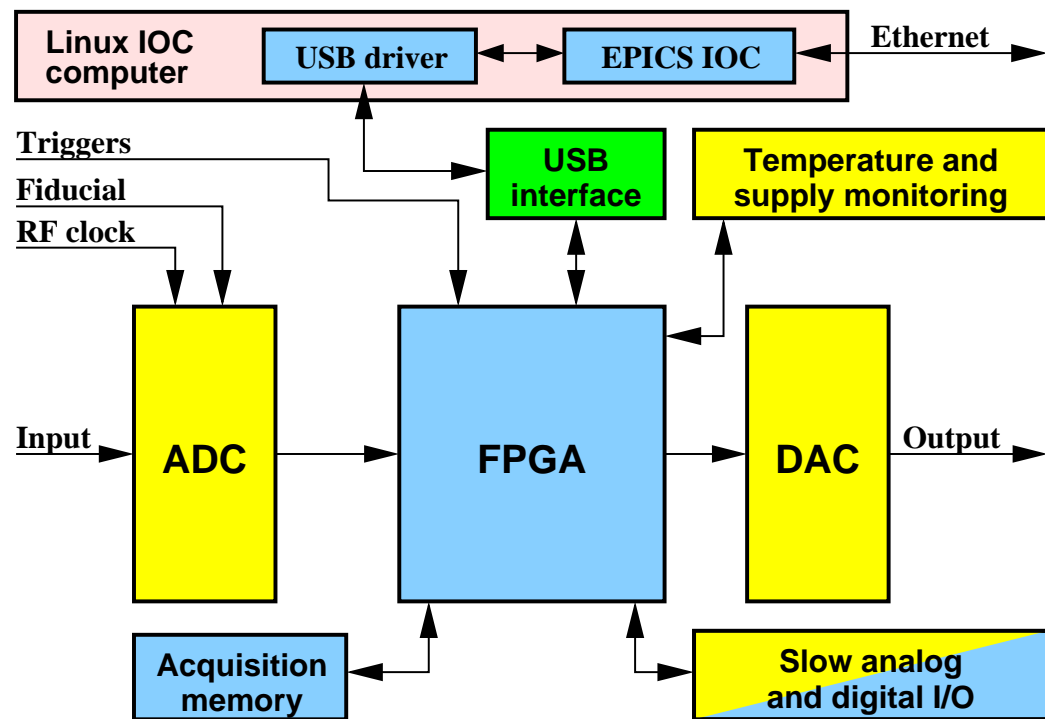 Linux IOC
computer
USB driver
EPICS IOC
Ethernet
Triggers
Fiducial
RF clock
USB
interface
Temperature and
supply monitoring
Input
ADC
FPGA
DAC
Output
Acquisition
memory
Slow analog
and digital I/O